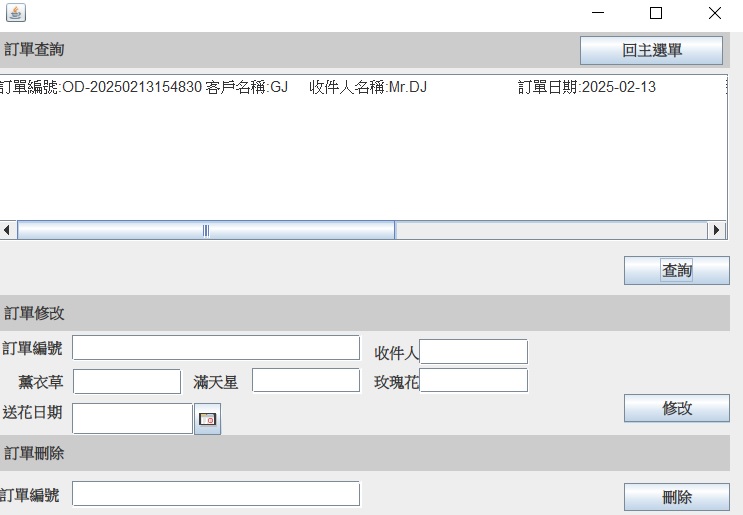 訂單查詢 回主選單
訂單編號:OD-20250213154830 客戶名稱:GJ 收件人名稱:Mr.DJ 訂單日期:2025-02-13
查詢
訂單修改
訂單編號 收件人
薰衣草 滿天星 玫瑰花
送花日期 修改
訂單刪除
訂單編號 刪除